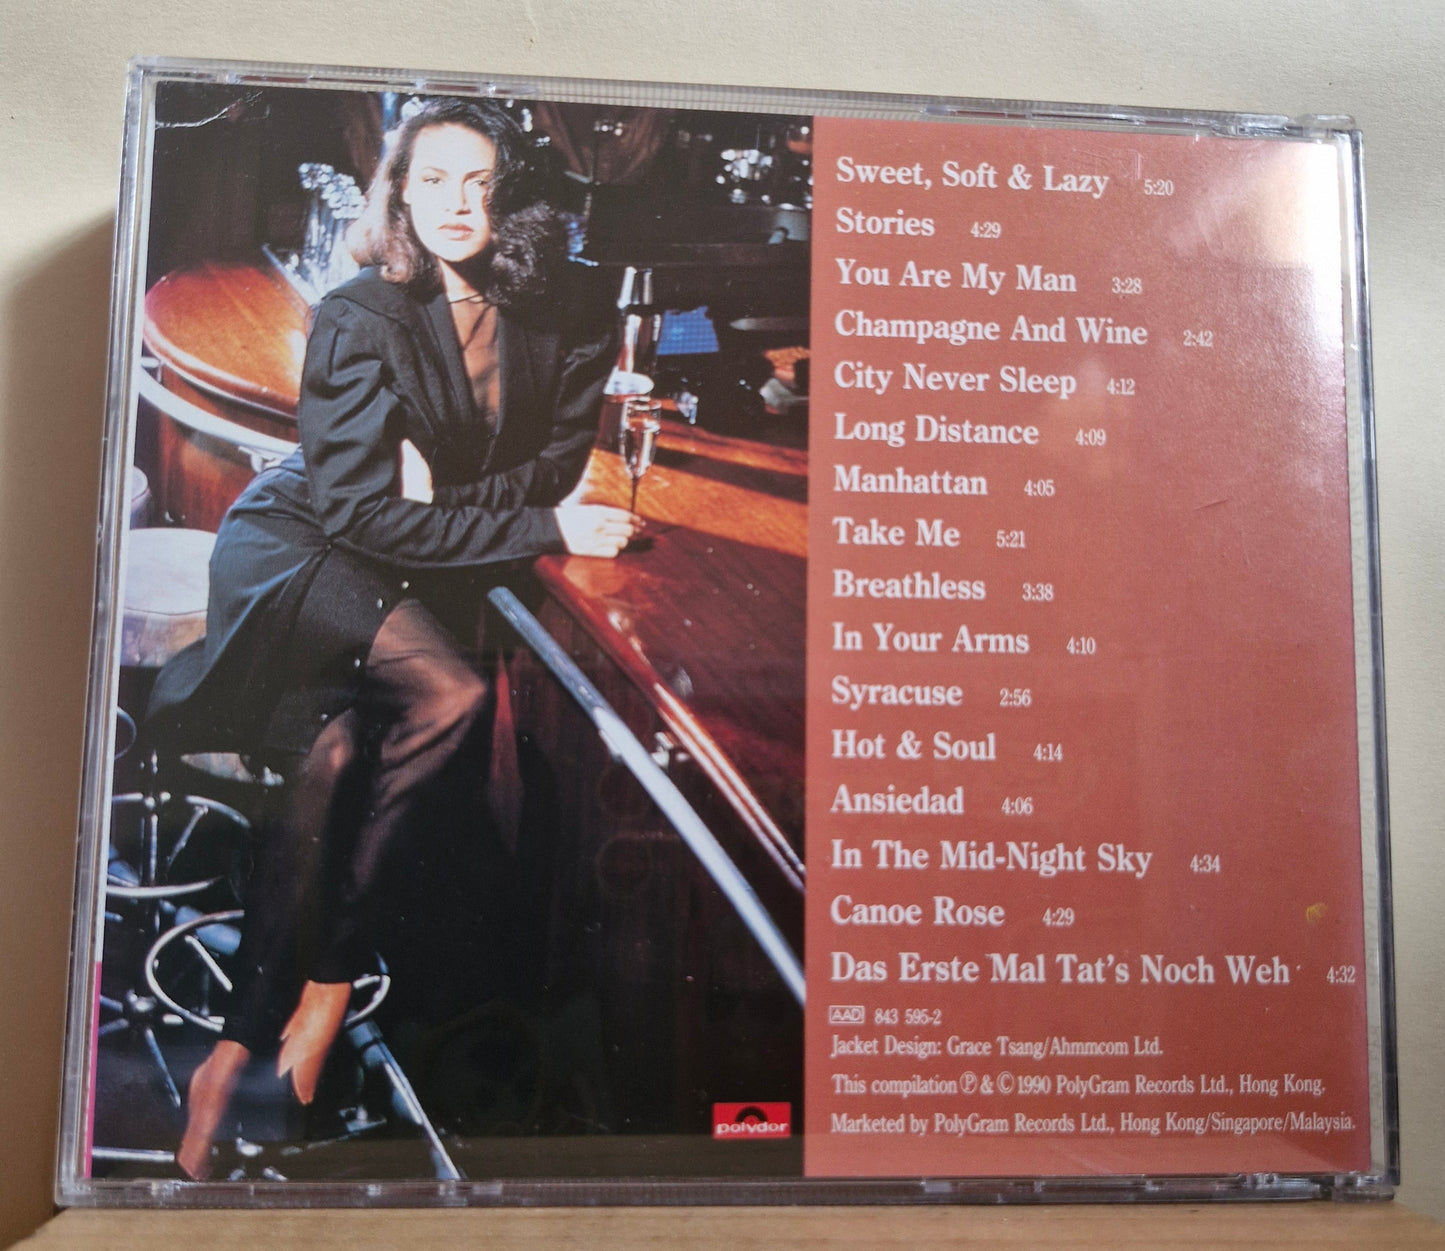 Sweet, Soft & Lazy 5:20
Stories 4:29
You Are My Man 3:28
Champagne And Wine 2:42
City Never Sleep 4:12
Long Distance 4:09
Manhattan 4:05
Take Me 5:21
Breathless 3:38
In Your Arms 4:10
Syracuse 2:56
Hot & Soul 4:14
Ansiedad 4:06
In The Mid-Night Sky 4:34
Canoe Rose 4:29
Das Erste Mal Tat's Noch Weh 4:32
AAD 843 595-2
Jacket Design: Grace Tsang/Ahmmcom Ltd.
This compilation ℗ & © 1990 PolyGram Records Ltd., Hong Kong.
Marketed by PolyGram Records Ltd., Hong Kong/Singapore/Malaysia.
polydor